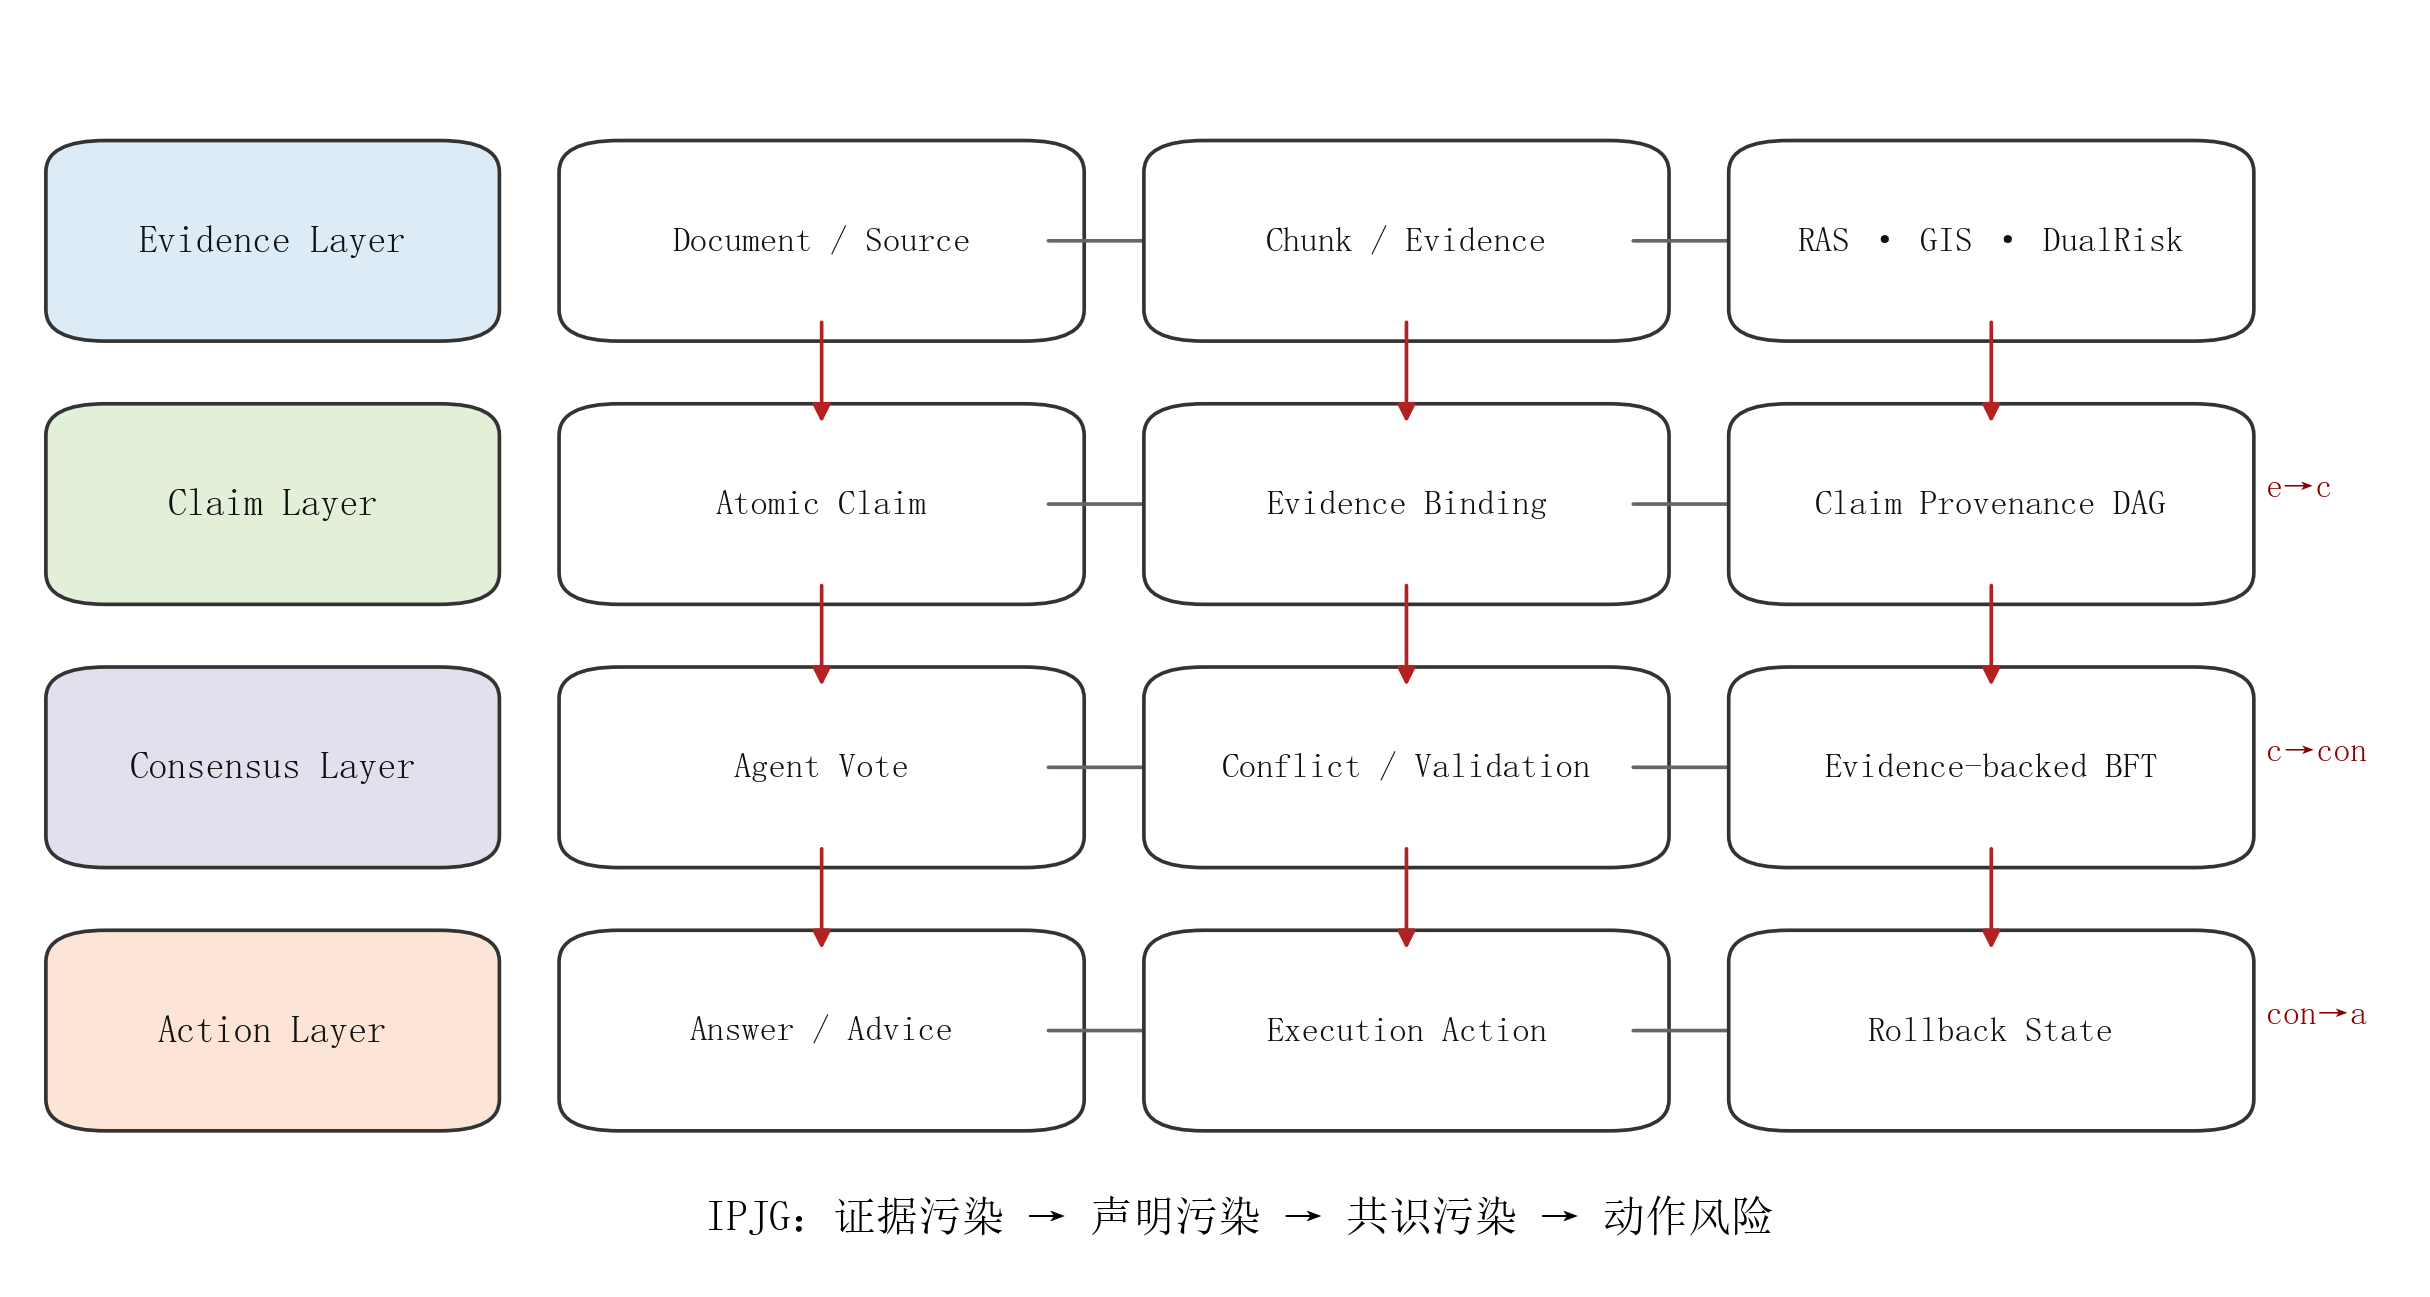 Evidence Layer
Document / Source
Chunk / Evidence
RAS • GIS • DualRisk
Claim Layer
Atomic Claim
Evidence Binding
Claim Provenance DAG
e→c
Consensus Layer
Agent Vote
Conflict / Validation
Evidence-backed BFT
c→con
Action Layer
Answer / Advice
Execution Action
Rollback State
con→a
IPJG：证据污染 → 声明污染 → 共识污染 → 动作风险